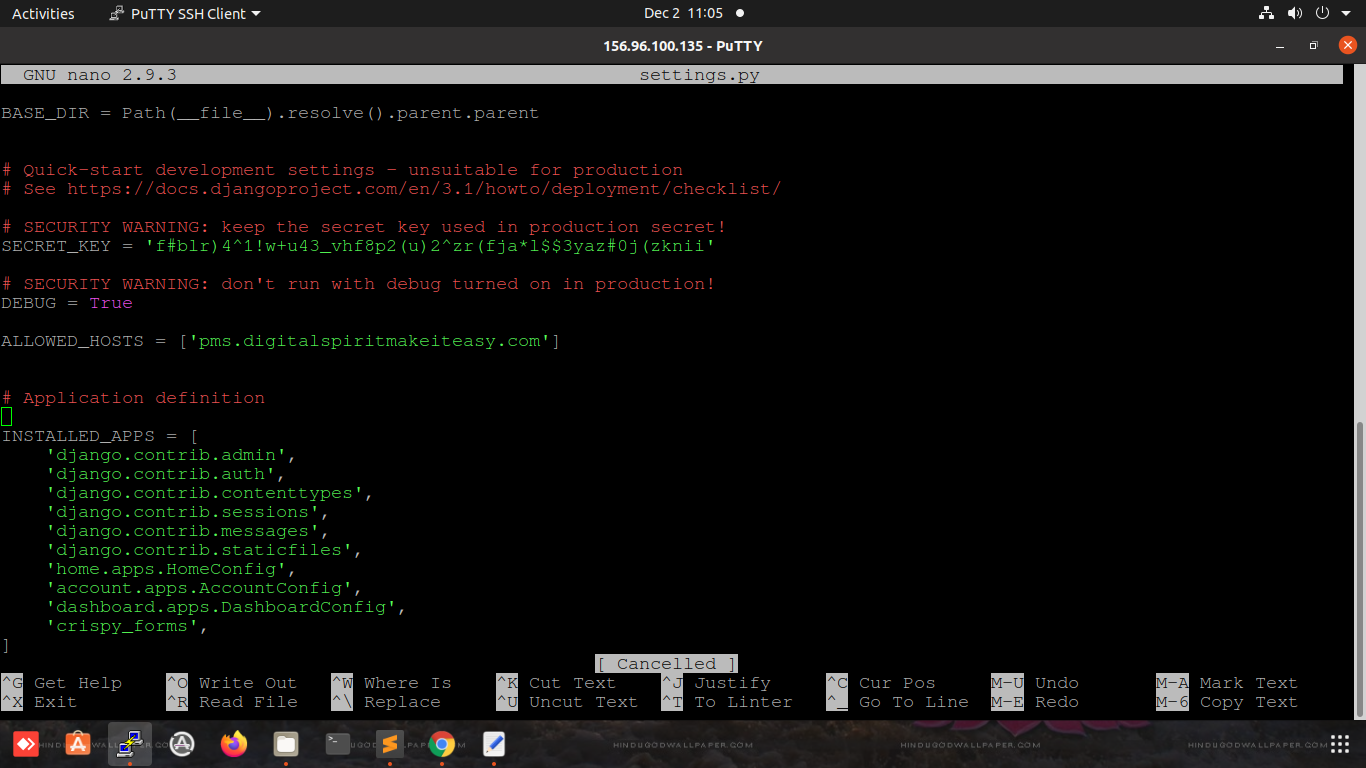 Activities PuTTY SSH Client Dec 2 11:05
156.96.100.135 - PuTTY
GNU nano 2.9.3 settings.py
BASE_DIR = Path(__file__).resolve().parent.parent
# Quick-start development settings - unsuitable for production
# See https://docs.djangoproject.com/en/3.1/howto/deployment/checklist/
# SECURITY WARNING: keep the secret key used in production secret!
SECRET_KEY = 'f#blr)4^1!w+u43_vhf8p2(u)2^zr(fja*l$$3yaz#0j(zknii'
# SECURITY WARNING: don't run with debug turned on in production!
DEBUG = True
ALLOWED_HOSTS = ['pms.digitalspiritmakeiteasy.com']
# Application definition
INSTALLED_APPS = [
    'django.contrib.admin',
    'django.contrib.auth',
    'django.contrib.contenttypes',
    'django.contrib.sessions',
    'django.contrib.messages',
    'django.contrib.staticfiles',
    'home.apps.HomeConfig',
    'account.apps.AccountConfig',
    'dashboard.apps.DashboardConfig',
    'crispy_forms',
]
[ Cancelled ]
^G Get Help ^O Write Out ^W Where Is ^K Cut Text ^J Justify ^C Cur Pos M-U Undo M-A Mark Text
^X Exit ^R Read File ^\ Replace ^U Uncut Text ^T To Linter ^_ Go To Line M-E Redo M-6 Copy Text
HINDUGODWALLPAPER.COM HINDUGODWALLPAPER.COM